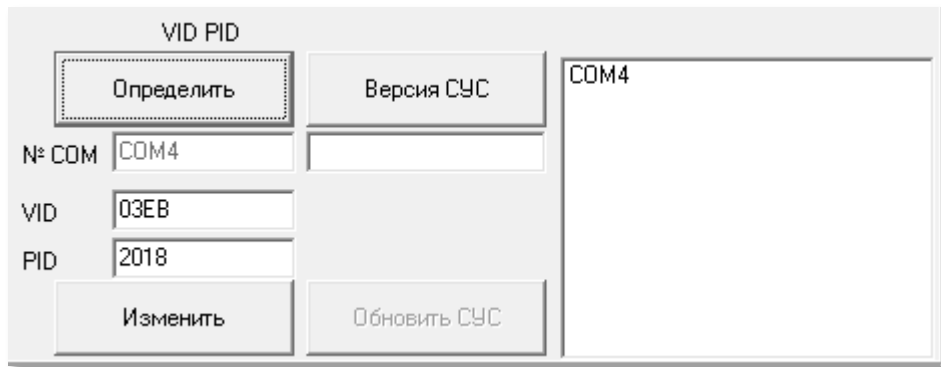 VID PID
Определить
Версия СУС
COM4
№ COM
COM4
VID
03EB
PID
2018
Изменить
Обновить СУС